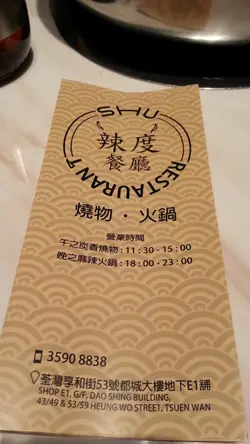 SHU
RESTAURANT
辣度
餐廳
燒物·火鍋
營業時間
午之炭香燒物:11:30-15:00
晚之麻辣火鍋:18:00-23:00
3590 8838
荃灣享和街53號都城大樓地下E1舖
SHOP E1, G/F, DAO SHING BUILDING,
43/49 & 53/59 HEUNG WO STREET, TSUEN WAN